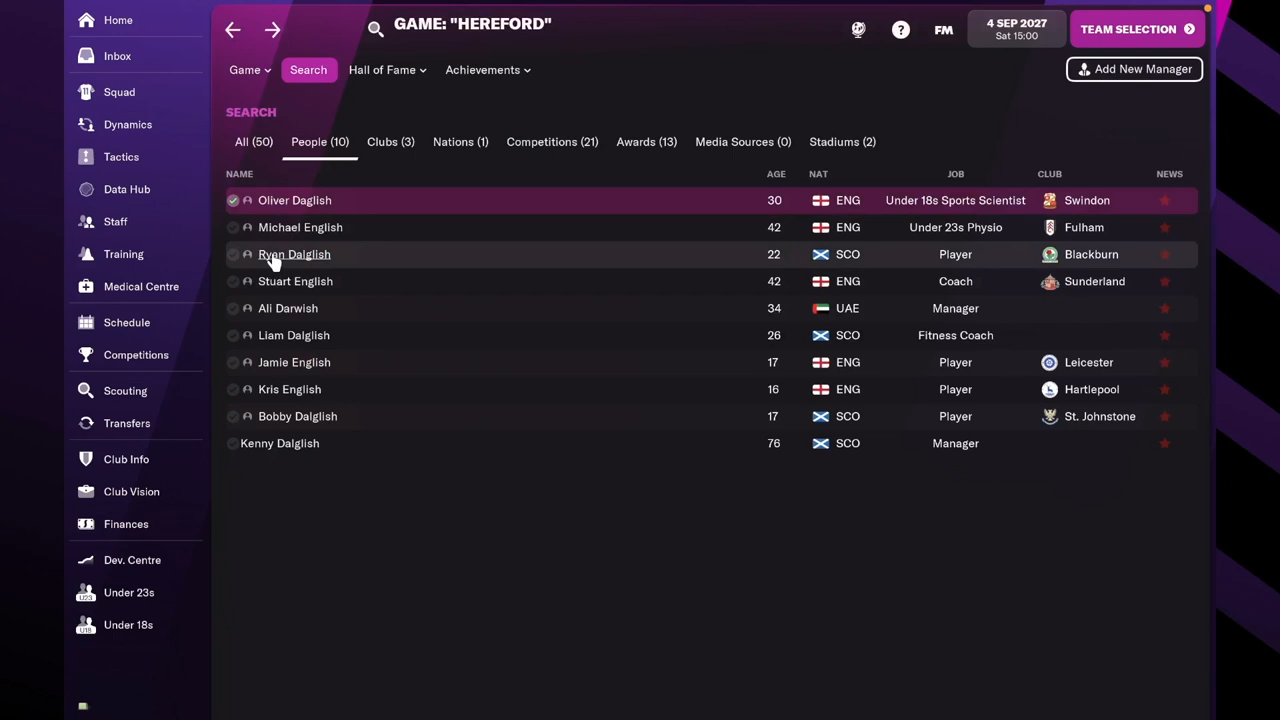 Home
Inbox
Squad
Dynamics
Tactics
Data Hub
Staff
Training
Medical Centre
Schedule
Competitions
Scouting
Transfers
Club Info
Club Vision
Finances
Dev. Centre
U23 Under 23s
U18 Under 18s
GAME: "HEREFORD"
? FM
4 SEP 2027
Sat 15:00
TEAM SELECTION
Game Search Hall of Fame Achievements
Add New Manager
SEARCH
All (50) People (10) Clubs (3) Nations (1) Competitions (21) Awards (13) Media Sources (0) Stadiums (2)
NAME AGE NAT JOB CLUB NEWS
Oliver Daglish 30 ENG Under 18s Sports Scientist Swindon
Michael English 42 ENG Under 23s Physio Fulham
Ryan Dalglish 22 SCO Player Blackburn
Stuart English 42 ENG Coach Sunderland
Ali Darwish 34 UAE Manager
Liam Dalglish 26 SCO Fitness Coach
Jamie English 17 ENG Player Leicester
Kris English 16 ENG Player Hartlepool
Bobby Dalglish 17 SCO Player St. Johnstone
Kenny Dalglish 76 SCO Manager